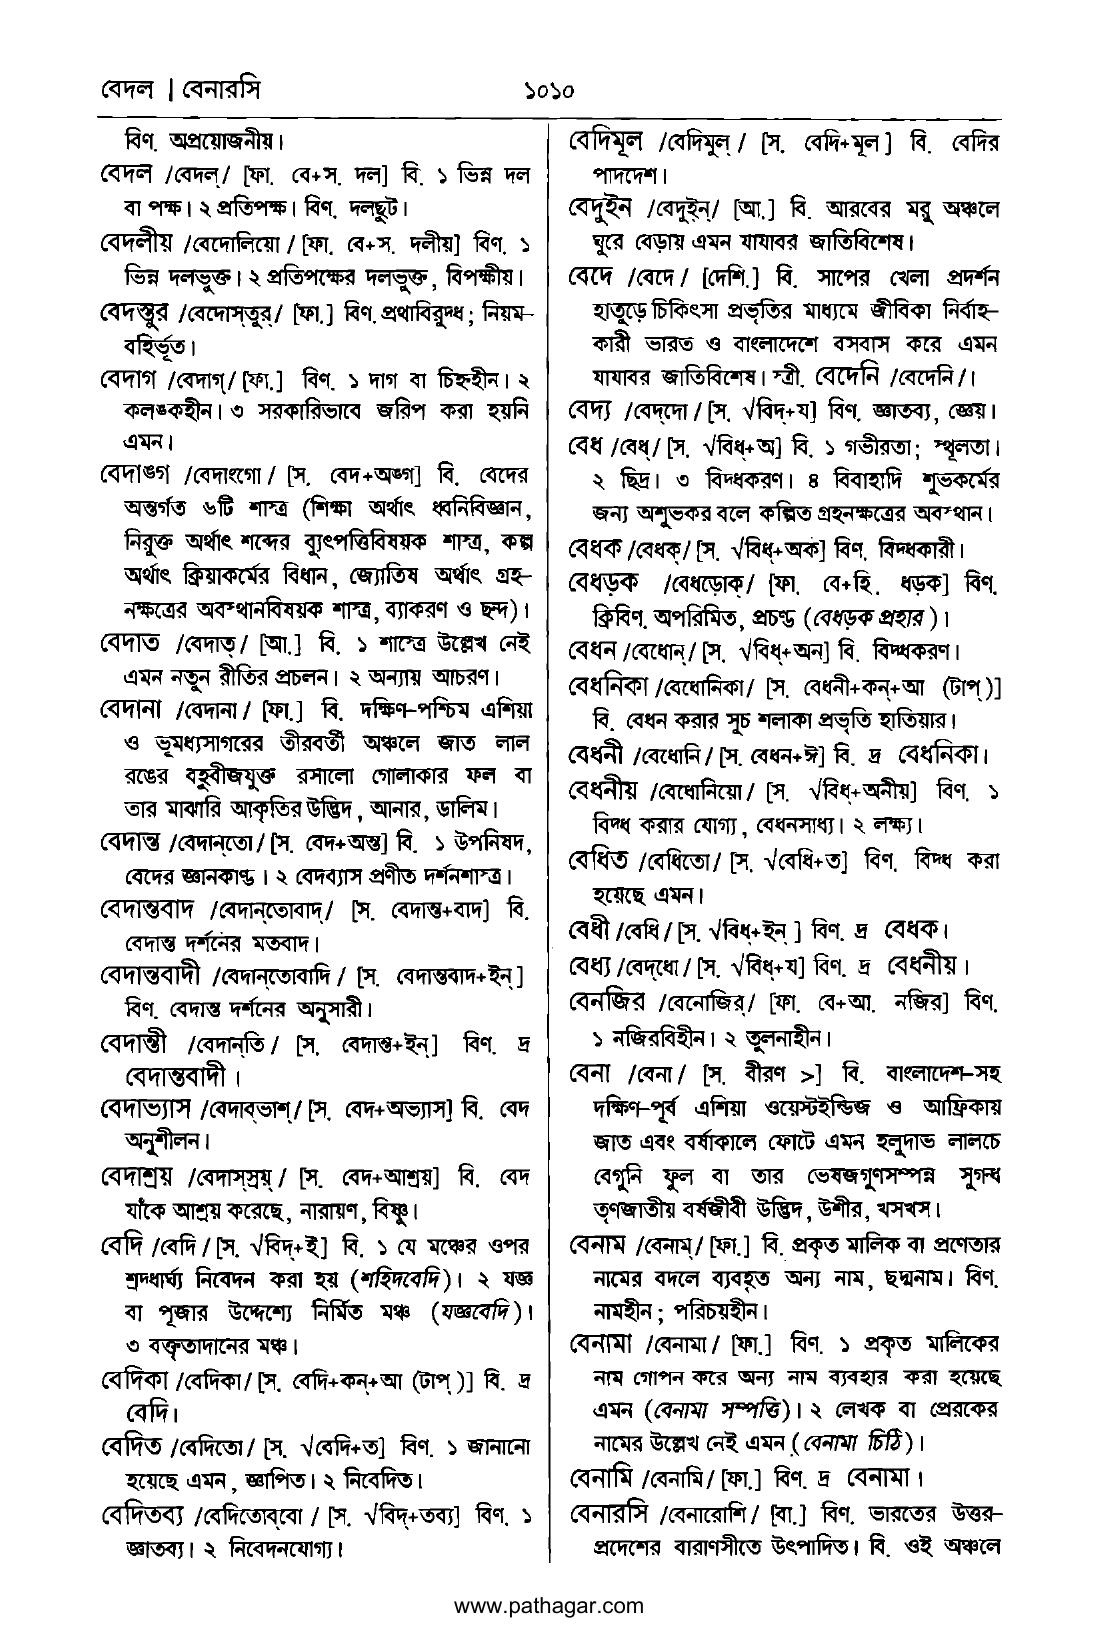 বেদল | বেনারসি
১০১০
বিণ. অপ্রয়োজনীয়।
বেদল /বেদল্/ [ফা. বে+স. দল] বি. ১ ভিন্ন দল
বা পক্ষ। ২ প্রতিপক্ষ। বিণ. দলছুট।
বেদলীয় /বেদোলিয়ো/ [ফা. বে+স. দলীয়] বিণ. ১
ভিন্ন দলভুক্ত। ২ প্রতিপক্ষের দলভুক্ত, বিপক্ষীয়।
বেদস্তুর /বেদোস্‌তুর্/ [ফা.] বিণ. প্রথাবিরুদ্ধ; নিয়ম-
বহির্ভূত।
বেদাগ /বেদাগ্/ [ফা.] বিণ. ১ দাগ বা চিহ্নহীন। ২
কলঙ্কহীন। ৩ সরকারিভাবে জরিপ করা হয়নি
এমন।
বেদাঙ্গ /বেদাংগো/ [স. বেদ+অঙ্গ] বি. বেদের
অন্তর্গত ৬টি শাস্ত্র (শিক্ষা অর্থাৎ ধ্বনিবিজ্ঞান,
নিরুক্ত অর্থাৎ শব্দের ব্যুৎপত্তিবিষয়ক শাস্ত্র, কল্প
অর্থাৎ ক্রিয়াকর্মের বিধান, জ্যোতিষ অর্থাৎ গ্রহ-
নক্ষত্রের অবস্থানবিষয়ক শাস্ত্র, ব্যাকরণ ও ছন্দ)।
বেদাত /বেদাত্/ [আ.] বি. ১ শাস্ত্রে উল্লেখ নেই
এমন নতুন রীতির প্রচলন। ২ অন্যায় আচরণ।
বেদানা /বেদানা/ [ফা.] বি. দক্ষিণ-পশ্চিম এশিয়া
ও ভূমধ্যসাগরের তীরবর্তী অঞ্চলে জাত লাল
রঙের বহুবীজযুক্ত রসালো গোলাকার ফল বা
তার মাঝারি আকৃতির উদ্ভিদ, আনার, ডালিম।
বেদান্ত /বেদান্‌তো/ [স. বেদ+অন্ত] বি. ১ উপনিষদ,
বেদের জ্ঞানকাণ্ড। ২ বেদব্যাস প্রণীত দর্শনশাস্ত্র।
বেদান্তবাদ /বেদান্‌তোবাদ্/ [স. বেদান্ত+বাদ] বি.
বেদান্ত দর্শনের মতবাদ।
বেদান্তবাদী /বেদান্‌তোবাদি/ [স. বেদান্তবাদ+ইন্]
বিণ. বেদান্ত দর্শনের অনুসারী।
বেদান্তী /বেদান্‌তি/ [স. বেদান্ত+ইন্] বিণ. দ্র
বেদান্তবাদী।
বেদাভ্যাস /বেদাব্‌ভাশ্/ [স. বেদ+অভ্যাস] বি. বেদ
অনুশীলন।
বেদাশ্রয় /বেদাস্‌স্রয়্/ [স. বেদ+আশ্রয়] বি. বেদ
যাঁকে আশ্রয় করেছে, নারায়ণ, বিষ্ণু।
বেদি /বেদি/ [স. √বিদ্+ই] বি. ১ যে মঞ্চের ওপর
শ্রদ্ধার্ঘ্য নিবেদন করা হয় (শহিদবেদি)। ২ যজ্ঞ
বা পূজার উদ্দেশ্যে নির্মিত মঞ্চ (যজ্ঞবেদি)।
৩ বক্তৃতাদানের মঞ্চ।
বেদিকা /বেদিকা/ [স. বেদি+কন্+আ (টাপ্)] বি. দ্র
বেদি।
বেদিত /বেদিতো/ [স. √বেদি+ত] বিণ. ১ জানানো
হয়েছে এমন, জ্ঞাপিত। ২ নিবেদিত।
বেদিতব্য /বেদিতোব্‌বো/ [স. √বিদ্+তব্য] বিণ. ১
জ্ঞাতব্য। ২ নিবেদনযোগ্য।
বেদিমূল /বেদিমুল্/ [স. বেদি+মূল] বি. বেদির
পাদদেশ।
বেদুইন /বেদুইন্/ [আ.] বি. আরবের মরু অঞ্চলে
ঘুরে বেড়ায় এমন যাযাবর জাতিবিশেষ।
বেদে /বেদে/ [দেশি.] বি. সাপের খেলা প্রদর্শন
হাতুড়ে চিকিৎসা প্রভৃতির মাধ্যমে জীবিকা নির্বাহ-
কারী ভারত ও বাংলাদেশে বসবাস করে এমন
যাযাবর জাতিবিশেষ। স্ত্রী. বেদেনি /বেদেনি/।
বেদ্য /বেদ্‌দো/ [স. √বিদ্+য] বিণ. জ্ঞাতব্য, জ্ঞেয়।
বেধ /বেধ্/ [স. √বিধ্+অ] বি. ১ গভীরতা; স্থূলতা।
২ ছিদ্র। ৩ বিদ্ধকরণ। ৪ বিবাহাদি শুভকর্মের
জন্য অশুভকর বলে কল্পিত গ্রহনক্ষত্রের অবস্থান।
বেধক /বেধক্/ [স. √বিধ্+অক] বিণ. বিদ্ধকারী।
বেধড়ক /বেধড়োক্/ [ফা. বে+হি. ধড়ক] বিণ.
ক্রিবিণ. অপরিমিত, প্রচণ্ড (বেধড়ক প্রহার)।
বেধন /বেধোন্/ [স. √বিধ্+অন] বি. বিদ্ধকরণ।
বেধনিকা /বেধোনিকা/ [স. বেধনী+কন্+আ (টাপ্)]
বি. বেধন করার সূচ শলাকা প্রভৃতি হাতিয়ার।
বেধনী /বেধোনি/ [স. বেধন+ঈ] বি. দ্র বেধনিকা।
বেধনীয় /বেধোনিয়ো/ [স. √বিধ্+অনীয়] বিণ. ১
বিদ্ধ করার যোগ্য, বেধনসাধ্য। ২ লক্ষ্য।
বেধিত /বেধিতো/ [স. √বেধি+ত] বিণ. বিদ্ধ করা
হয়েছে এমন।
বেধী /বেধি/ [স. √বিধ্+ইন্] বিণ. দ্র বেধক।
বেধ্য /বেদ্‌ধো/ [স. √বিধ্+য] বিণ. দ্র বেধনীয়।
বেনজির /বেনোজির্/ [ফা. বে+আ. নজির] বিণ.
১ নজিরবিহীন। ২ তুলনাহীন।
বেনা /বেনা/ [স. বীরণ >] বি. বাংলাদেশ-সহ
দক্ষিণ-পূর্ব এশিয়া ওয়েস্টইন্ডিজ ও আফ্রিকায়
জাত এবং বর্ষাকালে ফোটে এমন হলুদাভ লালচে
বেগুনি ফুল বা তার ভেষজগুণসম্পন্ন সুগন্ধ
তৃণজাতীয় বর্ষজীবী উদ্ভিদ, উশীর, খসখস।
বেনাম /বেনাম্/ [ফা.] বি. প্রকৃত মালিক বা প্রণেতার
নামের বদলে ব্যবহৃত অন্য নাম, ছদ্মনাম। বিণ.
নামহীন; পরিচয়হীন।
বেনামা /বেনামা/ [ফা.] বিণ. ১ প্রকৃত মালিকের
নাম গোপন করে অন্য নাম ব্যবহার করা হয়েছে
এমন (বেনামা সম্পত্তি)। ২ লেখক বা প্রেরকের
নামের উল্লেখ নেই এমন (বেনামা চিঠি)।
বেনামি /বেনামি/ [ফা.] বিণ. দ্র বেনামা।
বেনারসি /বেনারোশি/ [বা.] বিণ. ভারতের উত্তর-
প্রদেশের বারাণসীতে উৎপাদিত। বি. ওই অঞ্চলে
www.pathagar.com